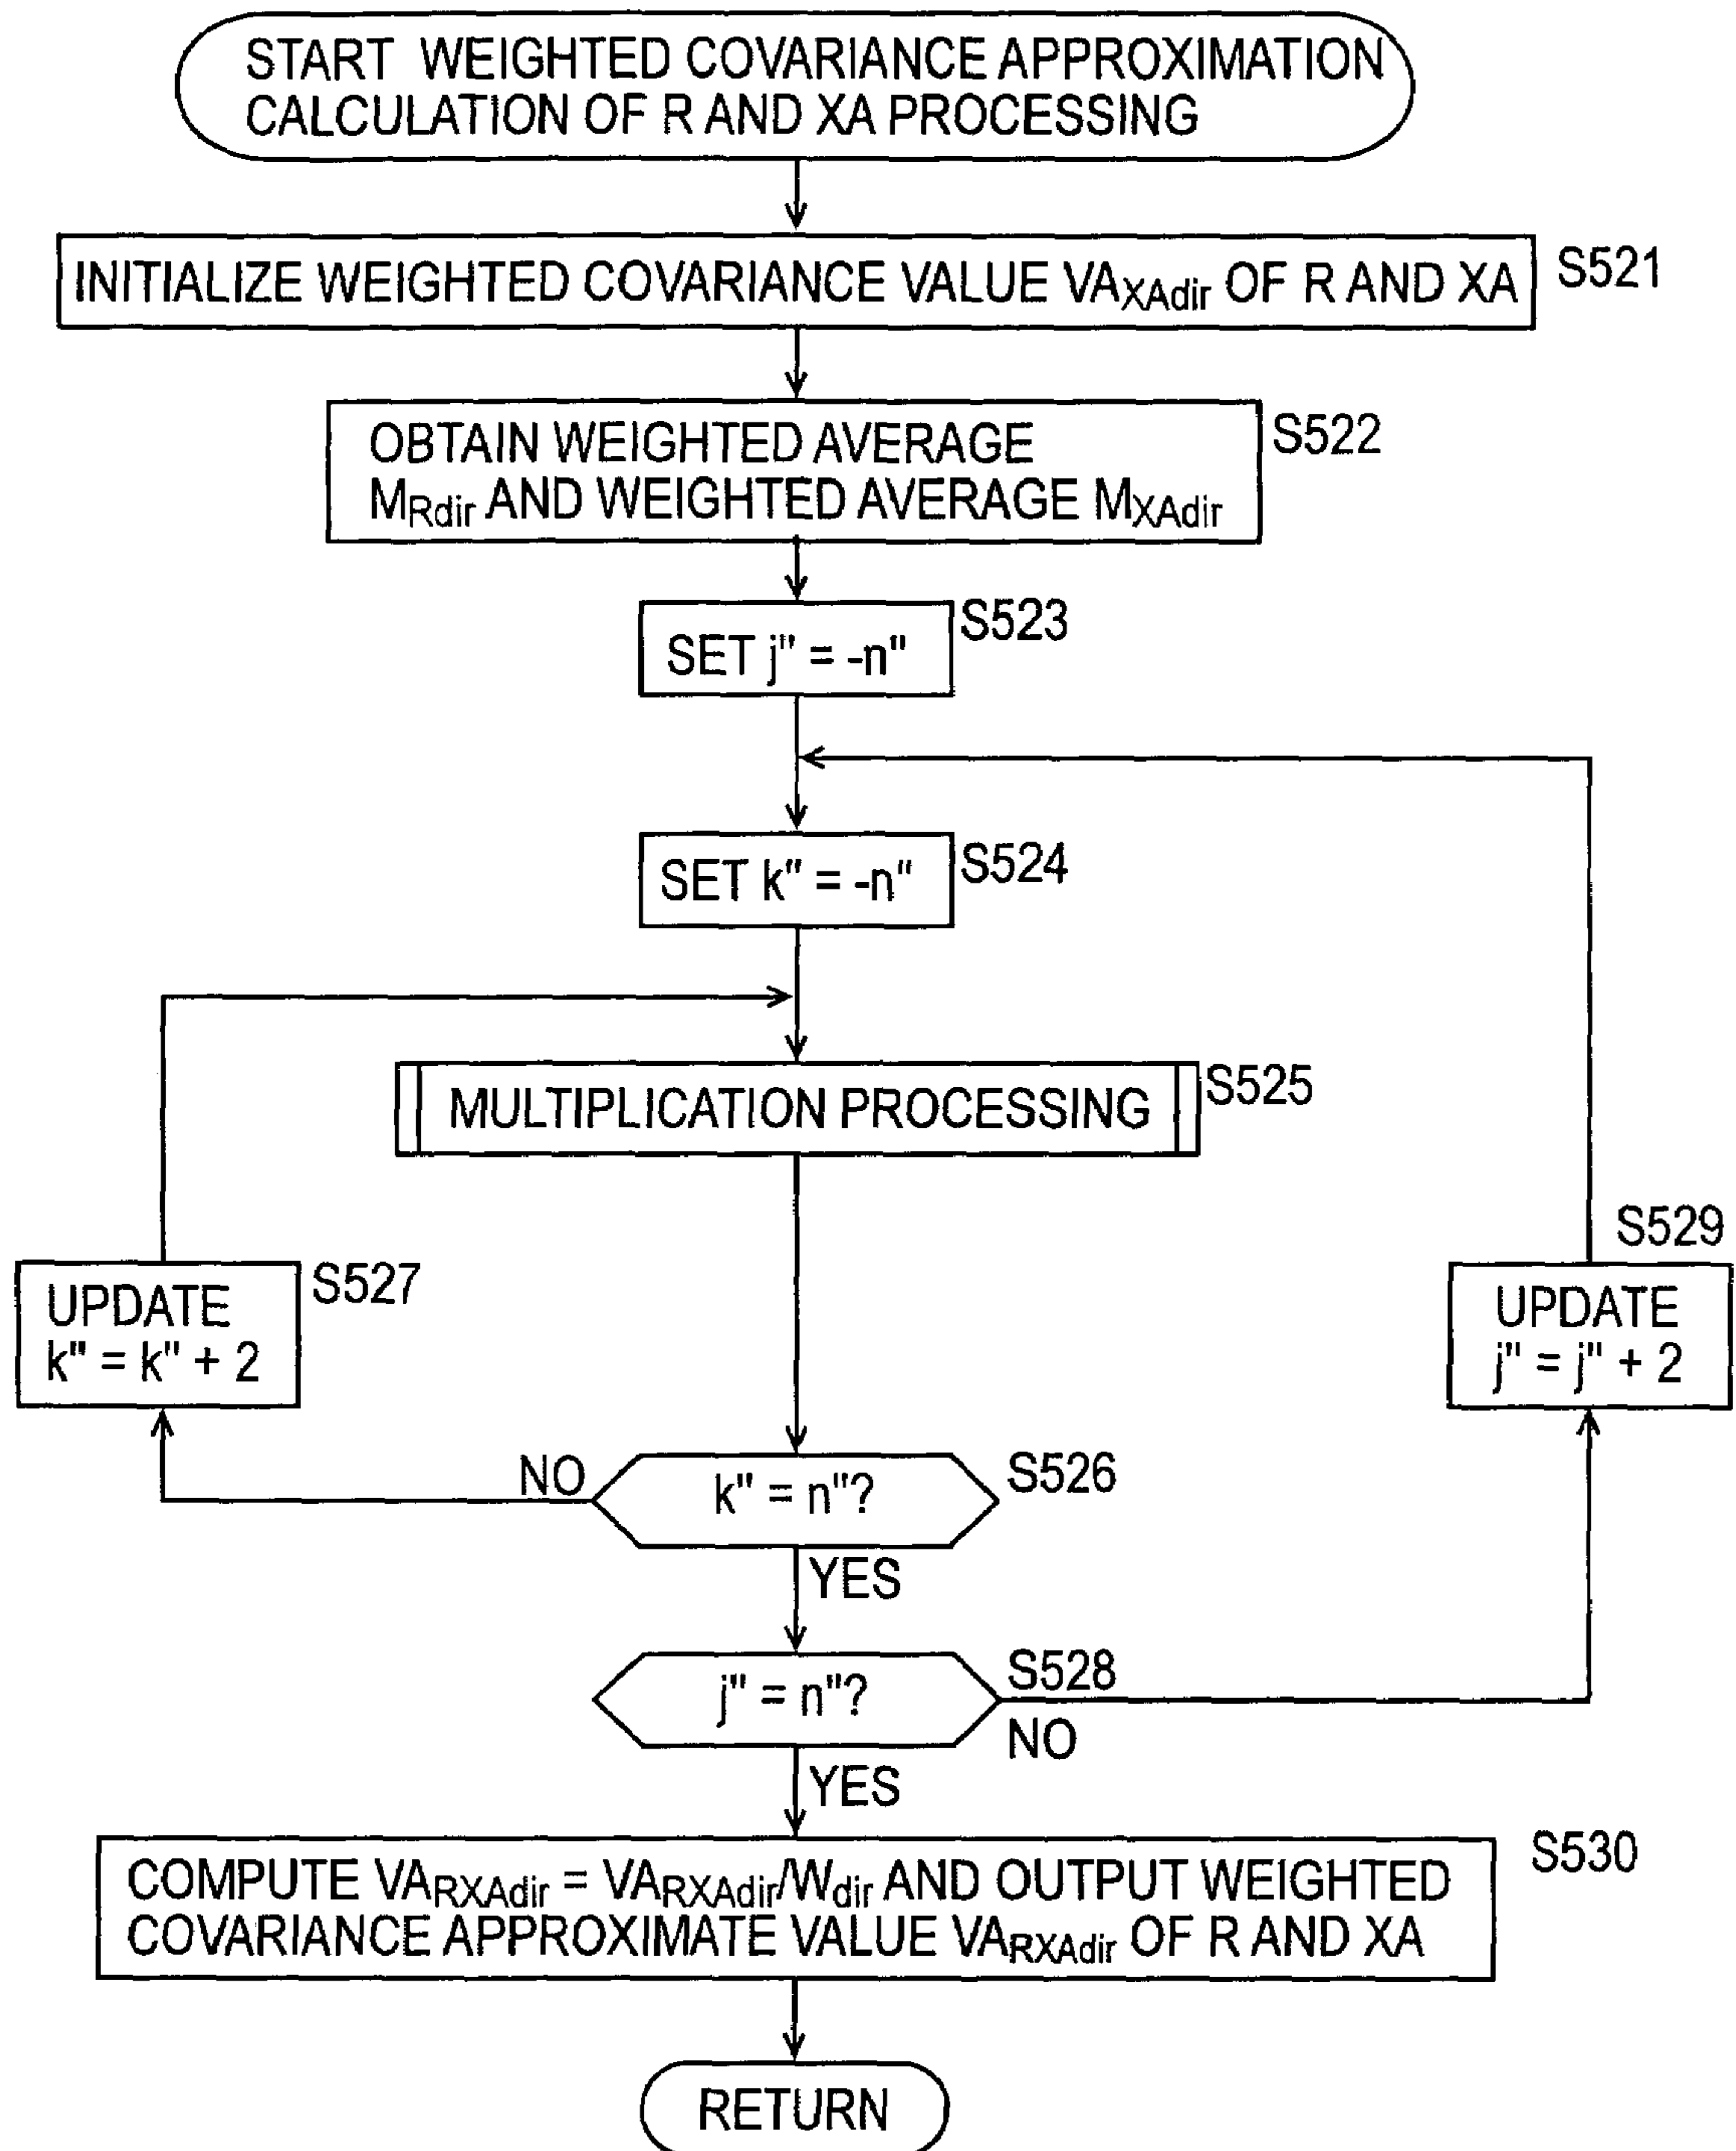 START WEIGHTED COVARIANCE APPROXIMATION
CALCULATION OF R AND XA PROCESSING
INITIALIZE WEIGHTED COVARIANCE VALUE VAXAdir OF R AND XA
S521
OBTAIN WEIGHTED AVERAGE
MRdir AND WEIGHTED AVERAGE MXAdir
S522
SET j" = -n"
S523
SET k" = -n"
S524
MULTIPLICATION PROCESSING
S525
UPDATE
k" = k" + 2
S527
UPDATE
j" = j" + 2
S529
NO
k" = n"?
S526
YES
j" = n"?
S528
NO
YES
COMPUTE VARXAdir = VARXAdir/Wdir AND OUTPUT WEIGHTED
COVARIANCE APPROXIMATE VALUE VARXAdir OF R AND XA
S530
RETURN